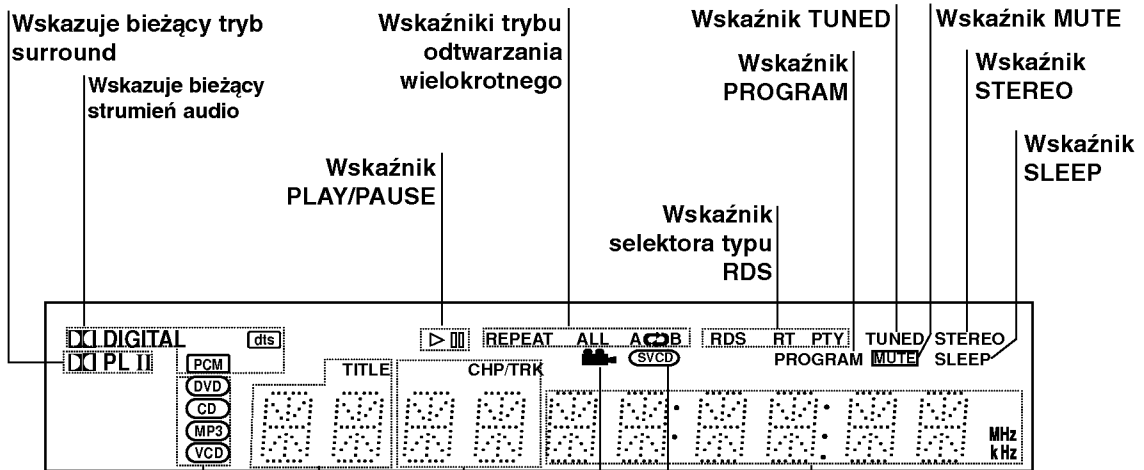 Wskazuje bieżący tryb
surround
Wskazuje bieżący
strumień audio
Wskaźniki trybu
odtwarzania
wielokrotnego
Wskaźnik
PLAY/PAUSE
Wskaźnik TUNED
Wskaźnik MUTE
Wskaźnik
PROGRAM
Wskaźnik
STEREO
Wskaźnik
SLEEP
Wskaźnik
selektora typu
RDS
DIGITAL dts
PL II
PCM
DVD
CD
MP3
VCD
TITLE
CHP/TRK
REPEAT ALL A B
SVCD
RDS RT PTY
TUNED STEREO
PROGRAM MUTE SLEEP
MHz
kHz